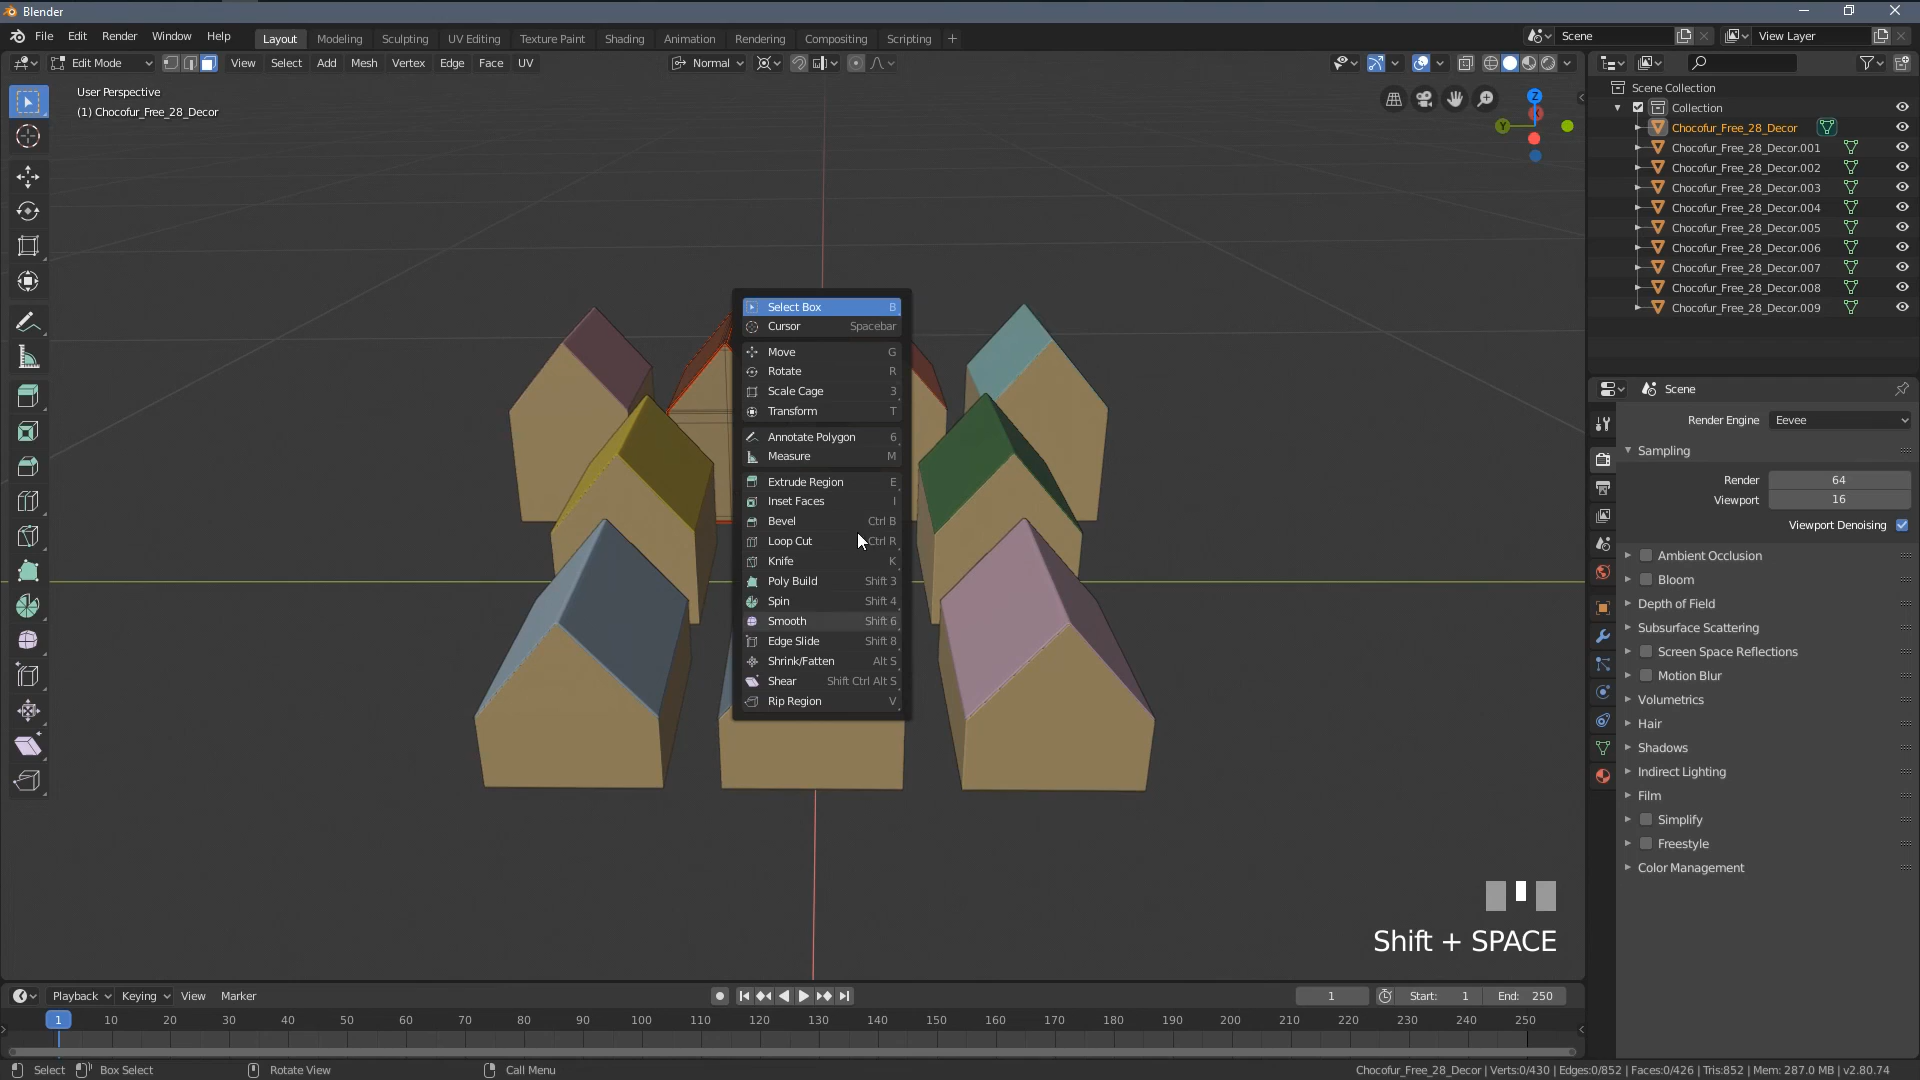 Blender
File Edit Render Window Help
Layout Modeling Sculpting UV Editing Texture Paint Shading Animation Rendering Compositing Scripting +
Scene
View Layer
Edit Mode View Select Add Mesh Vertex Edge Face UV
Normal
User Perspective
(1) Chocofur_Free_28_Decor
Z
Y
Select Box B
Cursor Spacebar
Move G
Rotate R
Scale Cage 3
Transform T
Annotate Polygon 6
Measure M
Extrude Region E
Inset Faces I
Bevel Ctrl B
Loop Cut Ctrl R
Knife K
Poly Build Shift 3
Spin Shift 4
Smooth Shift 6
Edge Slide Shift 8
Shrink/Fatten Alt S
Shear Shift Ctrl Alt S
Rip Region V
Shift + SPACE
Scene Collection
Collection
Chocofur_Free_28_Decor
Chocofur_Free_28_Decor.001
Chocofur_Free_28_Decor.002
Chocofur_Free_28_Decor.003
Chocofur_Free_28_Decor.004
Chocofur_Free_28_Decor.005
Chocofur_Free_28_Decor.006
Chocofur_Free_28_Decor.007
Chocofur_Free_28_Decor.008
Chocofur_Free_28_Decor.009
Scene
Render Engine Eevee
Sampling
Render 64
Viewport 16
Viewport Denoising
Ambient Occlusion
Bloom
Depth of Field
Subsurface Scattering
Screen Space Reflections
Motion Blur
Volumetrics
Hair
Shadows
Indirect Lighting
Film
Simplify
Freestyle
Color Management
Playback Keying View Marker
1 Start: 1 End: 250
1 10 20 30 40 50 60 70 80 90 100 110 120 130 140 150 160 170 180 190 200 210 220 230 240 250
Select Box Select Rotate View Call Menu
Chocofur_Free_28_Decor | Verts:0/430 | Edges:0/852 | Faces:0/426 | Tris:852 | Mem: 287.0 MB | v2.80.74